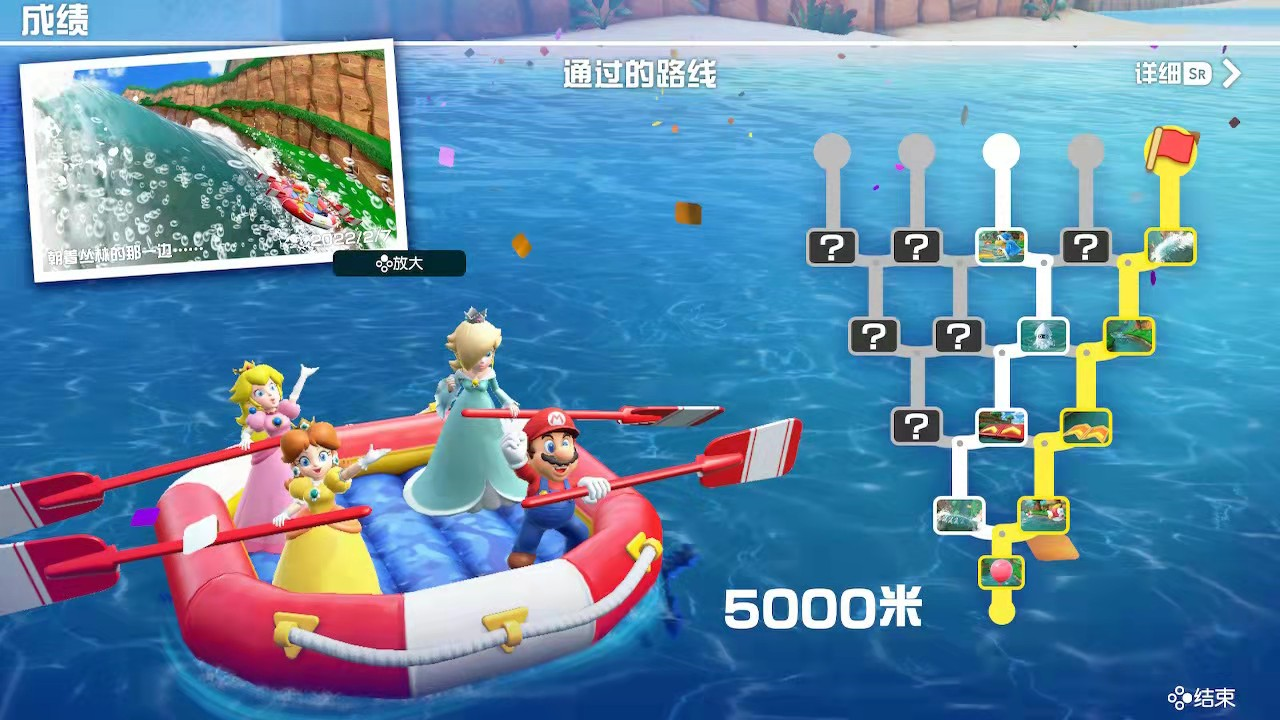 成绩
通过的路线
详细 SR
2022/2/7
朝着丛林的那一边……
放大
?
?
?
?
?
?
M
5000米
结束